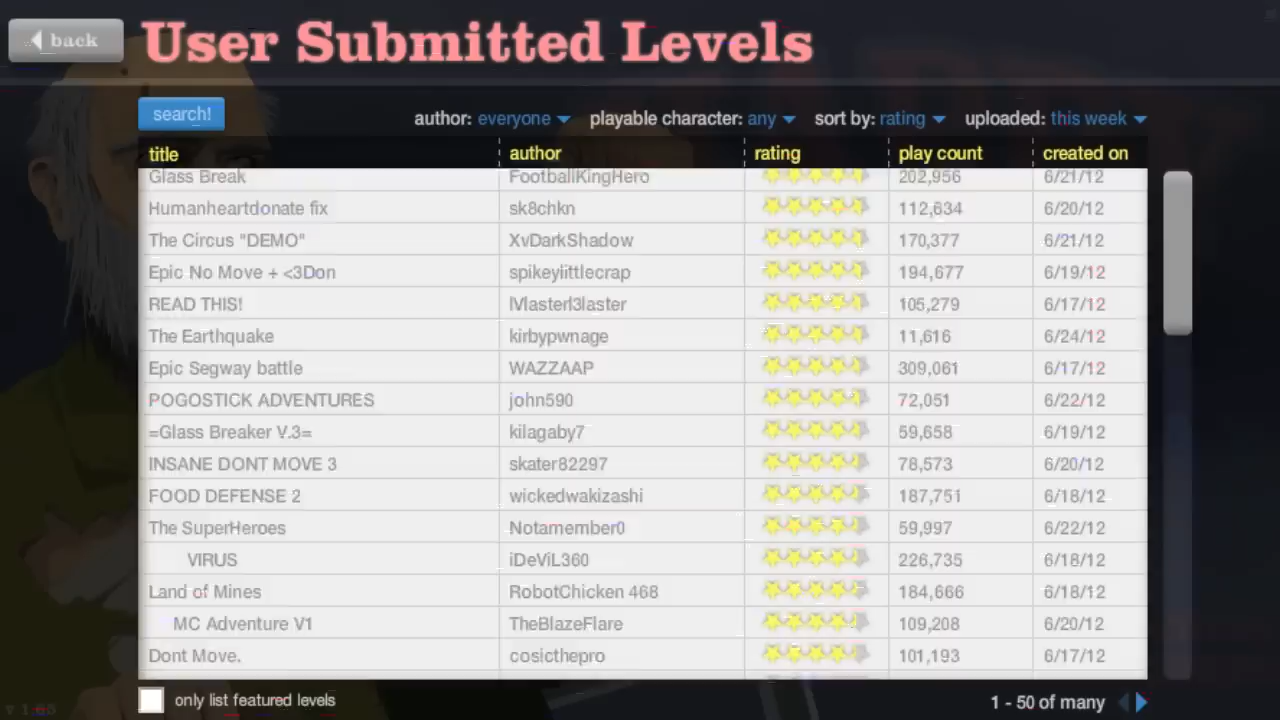 back
User Submitted Levels
search!
author: everyone playable character: any sort by: rating uploaded: this week
title author rating play count created on
Glass Break FootballKingHero 202,956 6/21/12
Humanheartdonate fix sk8chkn 112,634 6/20/12
The Circus "DEMO" XvDarkShadow 170,377 6/21/12
Epic No Move + <3Don spikeylittlecrap 194,677 6/19/12
READ THIS! lVlasterl3laster 105,279 6/17/12
The Earthquake kirbypwnage 11,616 6/24/12
Epic Segway battle WAZZAAP 309,061 6/17/12
POGOSTICK ADVENTURES john590 72,051 6/22/12
=Glass Breaker V.3= kilagaby7 59,658 6/19/12
INSANE DONT MOVE 3 skater82297 78,573 6/20/12
FOOD DEFENSE 2 wickedwakizashi 187,751 6/18/12
The SuperHeroes Notamember0 59,997 6/22/12
VIRUS iDeViL360 226,735 6/18/12
Land of Mines RobotChicken 468 184,666 6/18/12
MC Adventure V1 TheBlazeFlare 109,208 6/20/12
Dont Move. cosicthepro 101,193 6/17/12
only list featured levels 1 - 50 of many